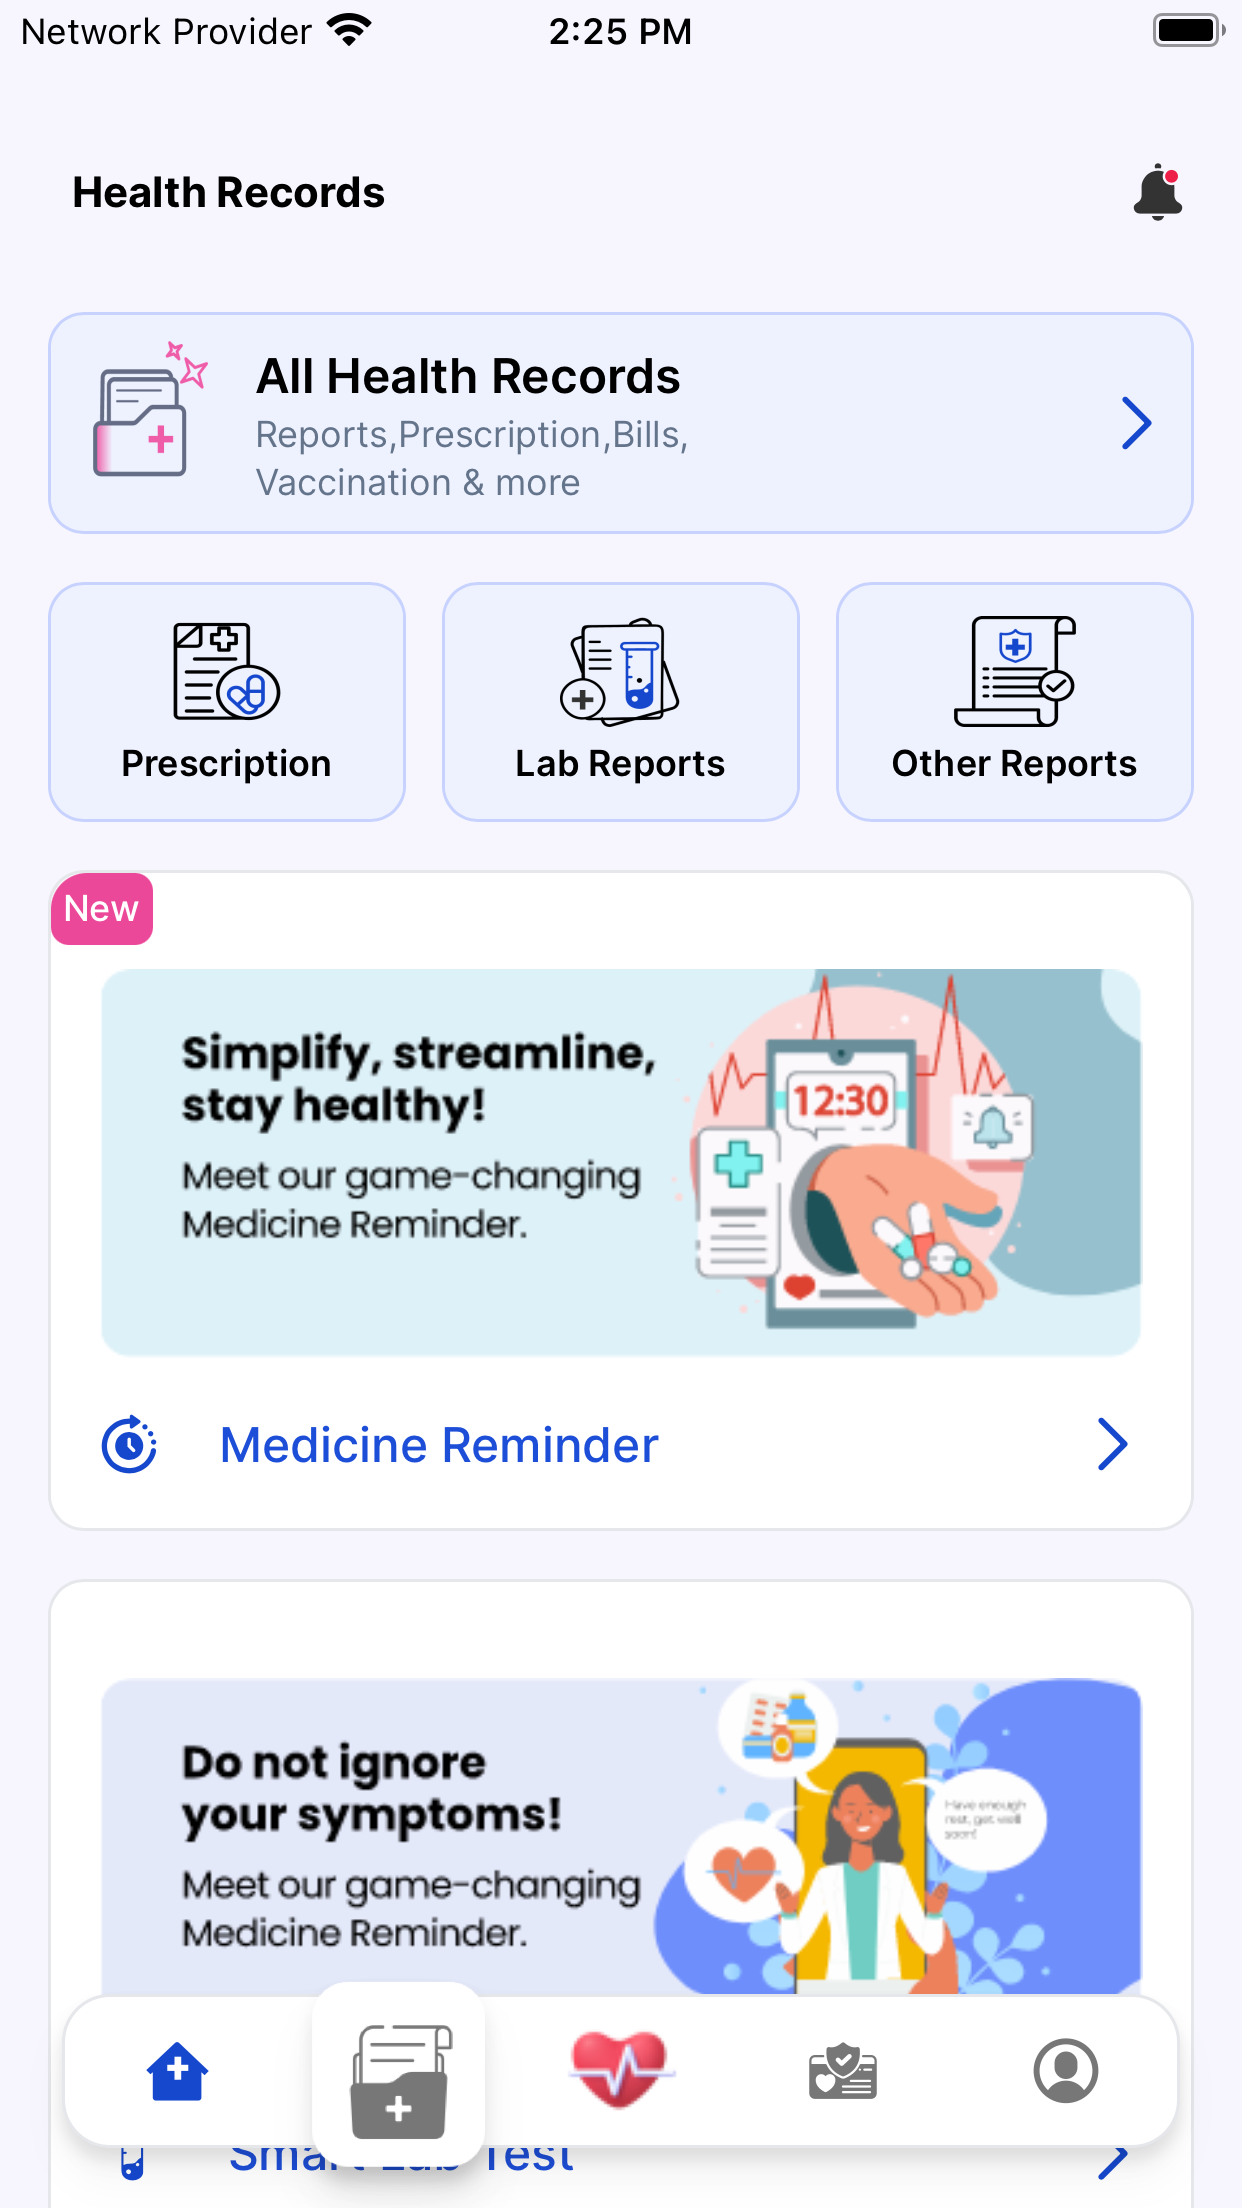 Network Provider
2:25 PM
Health Records
All Health Records
Reports,Prescription,Bills,
Vaccination & more
Prescription
Lab Reports
Other Reports
New
Simplify, streamline,
stay healthy!
Meet our game-changing
Medicine Reminder.
12:30
Medicine Reminder
Do not ignore
your symptoms!
Meet our game-changing
Medicine Reminder.
Have enough
rest, get well
soon!
Smart Lab Test